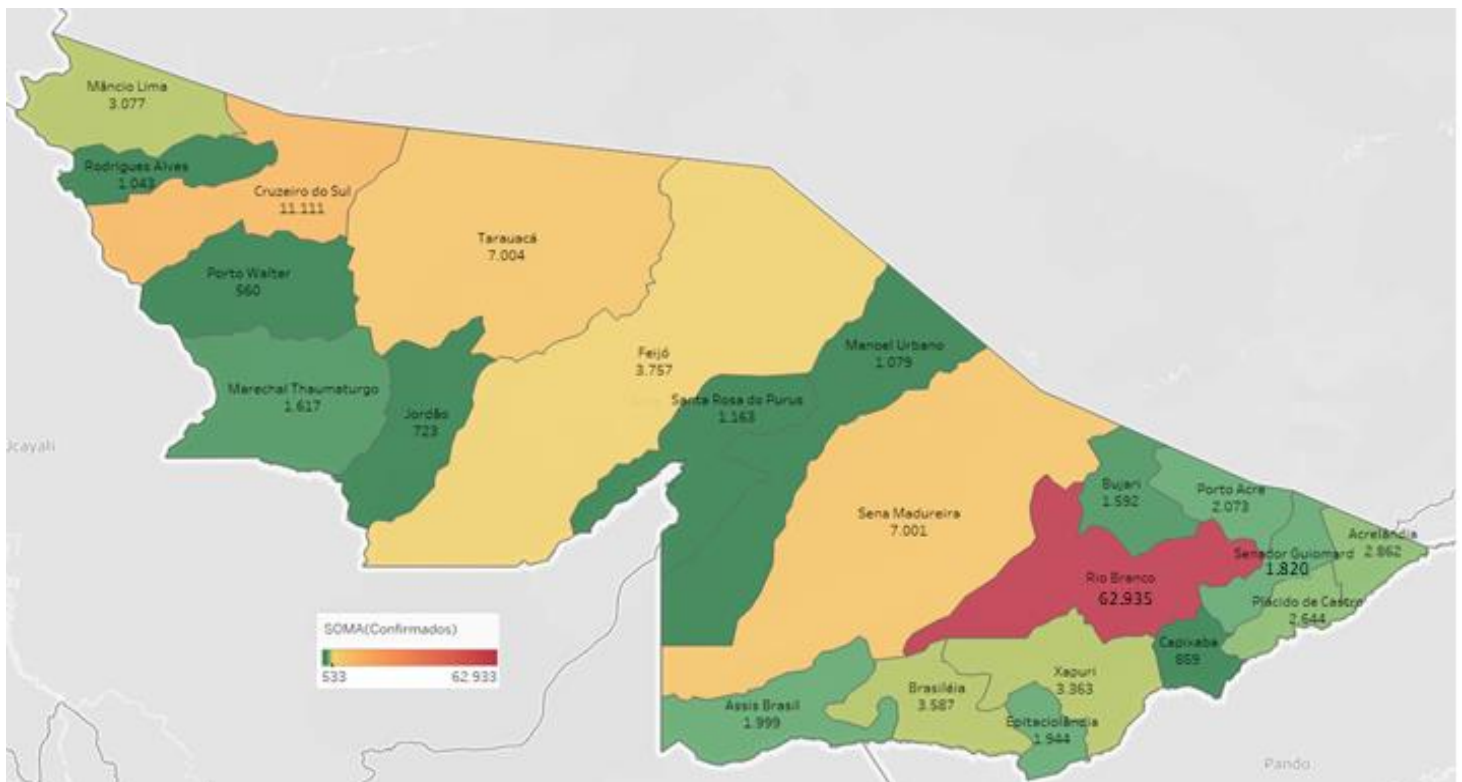 Mâncio Lima
3.077
Rodrigues Alves
1.043
Cruzeiro do Sul
11.111
Tarauacá
7.004
Porto Walter
560
Feijó
3.757
Manoel Urbano
1.079
Marechal Thaumaturgo
1.617
Jordão
723
Santa Rosa do Purus
1.163
Ucayali
Sena Madureira
7.001
Bujari
1.592
Porto Acre
2.073
Acrelândia
2.862
Senador Guiomard
1.820
Rio Branco
62.935
Plácido de Castro
2.644
Capixaba
869
Xapuri
3.363
Brasiléia
3.587
Assis Brasil
1.999
Epitaciolândia
1.944
SOMA(Confirmados)
533
62.933
Pando